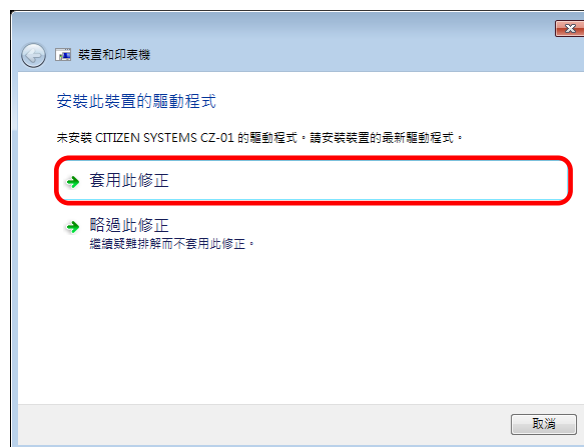 裝置和印表機
安裝此裝置的驅動程式
未安裝 CITIZEN SYSTEMS CZ-01 的驅動程式。請安裝裝置的最新驅動程式。
套用此修正
略過此修正
繼續疑難排解而不套用此修正。
取消